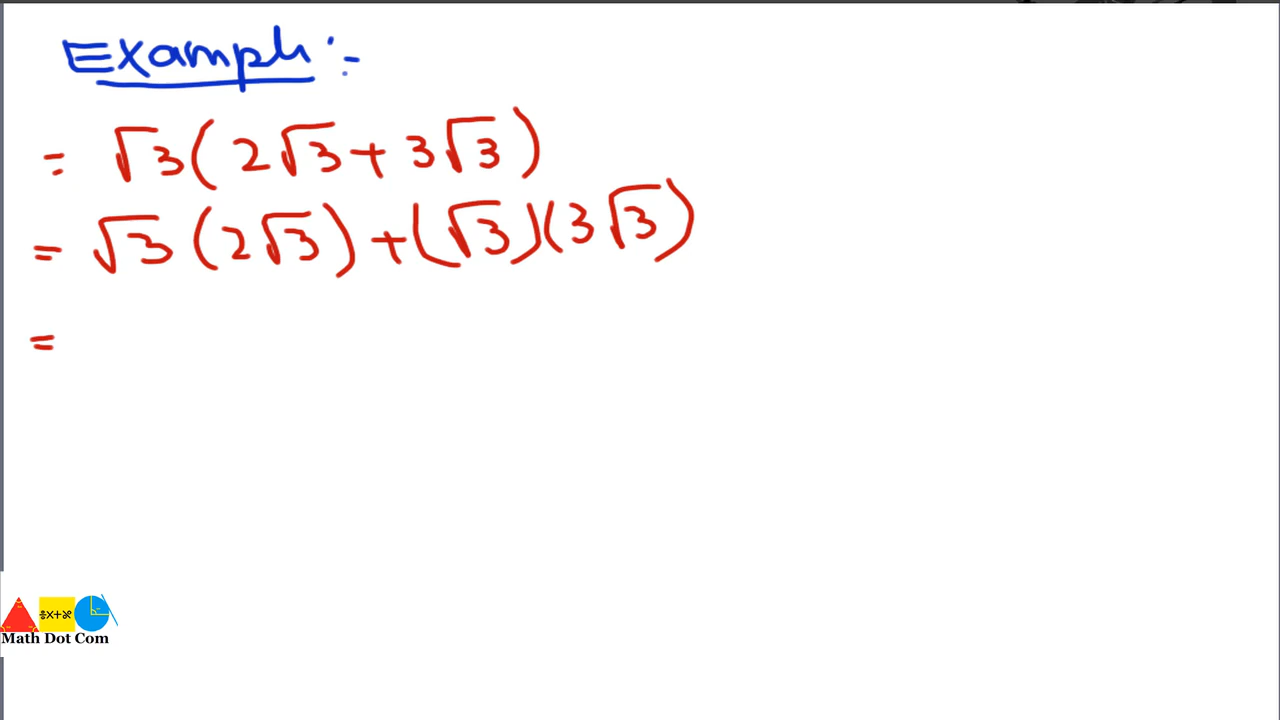 Example :-
= √3 ( 2√3 + 3√3 )
= √3 ( 2√3 ) + ( √3 )( 3√3 )
=
÷x+
Math Dot Com